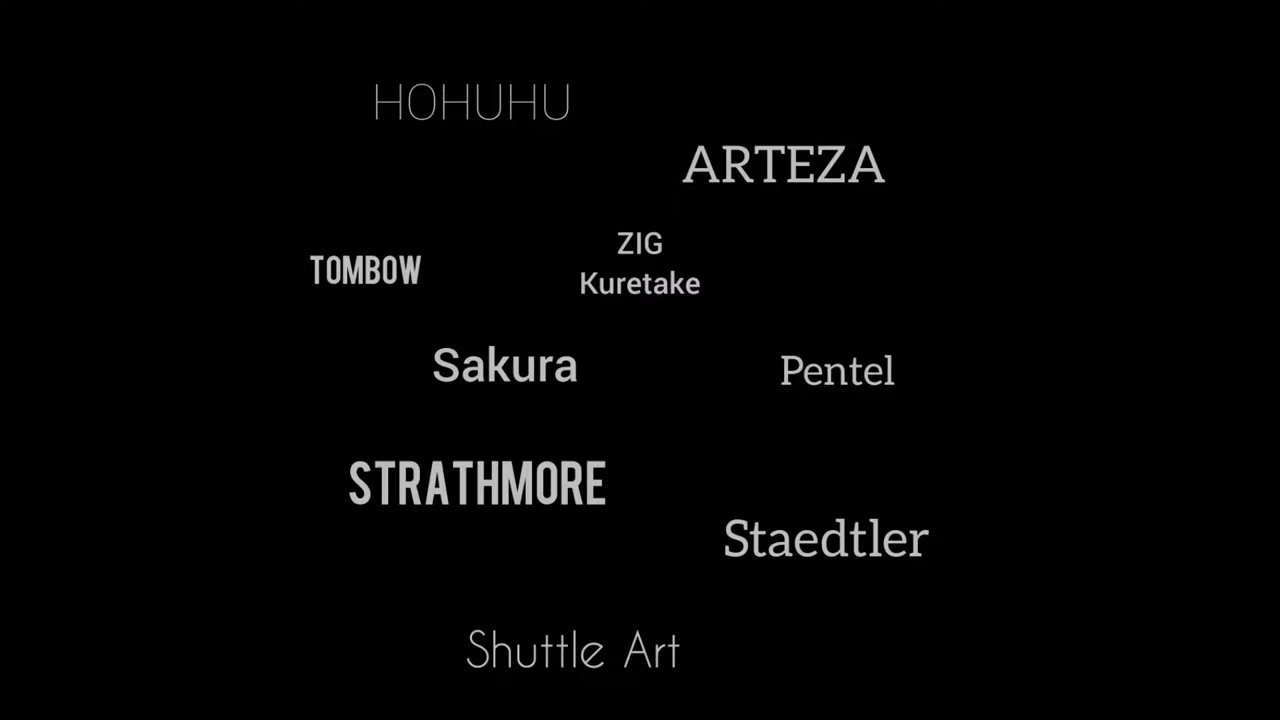 HOHUHU
ARTEZA
ZIG
TOMBOW
Kuretake
Sakura
Pentel
STRATHMORE
Staedtler
Shuttle Art